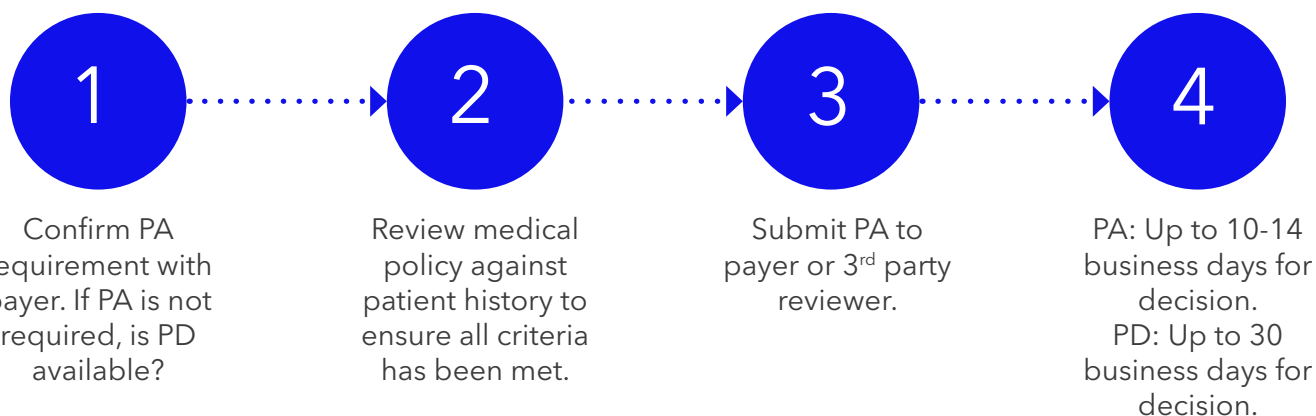 1
2
3
4
Confirm PA
equirement with
payer. If PA is not
required, is PD
available?
Review medical
policy against
patient history to
ensure all criteria
has been met.
Submit PA to
payer or 3rd party
reviewer.
PA: Up to 10-14
business days for
decision.
PD: Up to 30
business days for
decision.